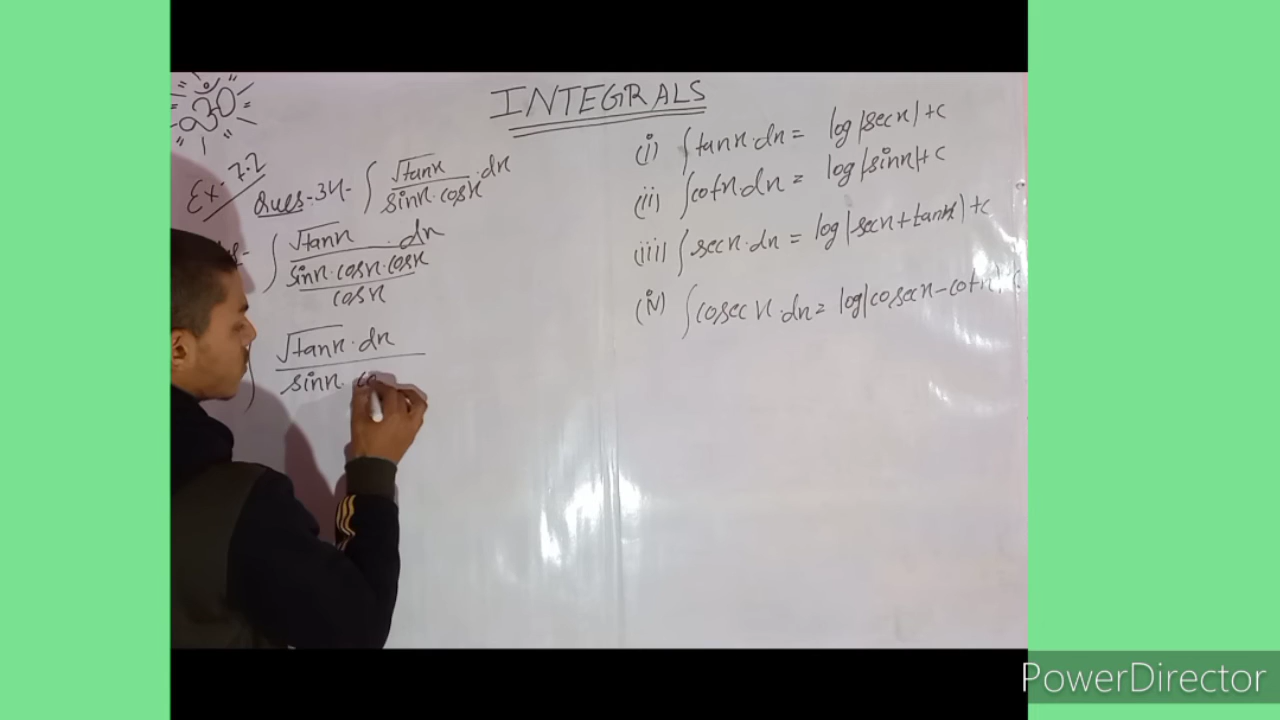 INTEGRALS
Ex-7.2
Ques-34- ∫ √tanx / sinx·cosx ·dx
∫ √tanx / (sinx·cosx·cosx / cosx) ·dx
√tanx·dx / sinx·co
(i) ∫tanx·dx = log|secx|+c
(ii) ∫cotx·dx = log|sinx|+c
(iii) ∫secx·dx = log|secx+tanx|+c
(iv) ∫cosecx·dx = log|cosecx-cotx|+c
PowerDirector